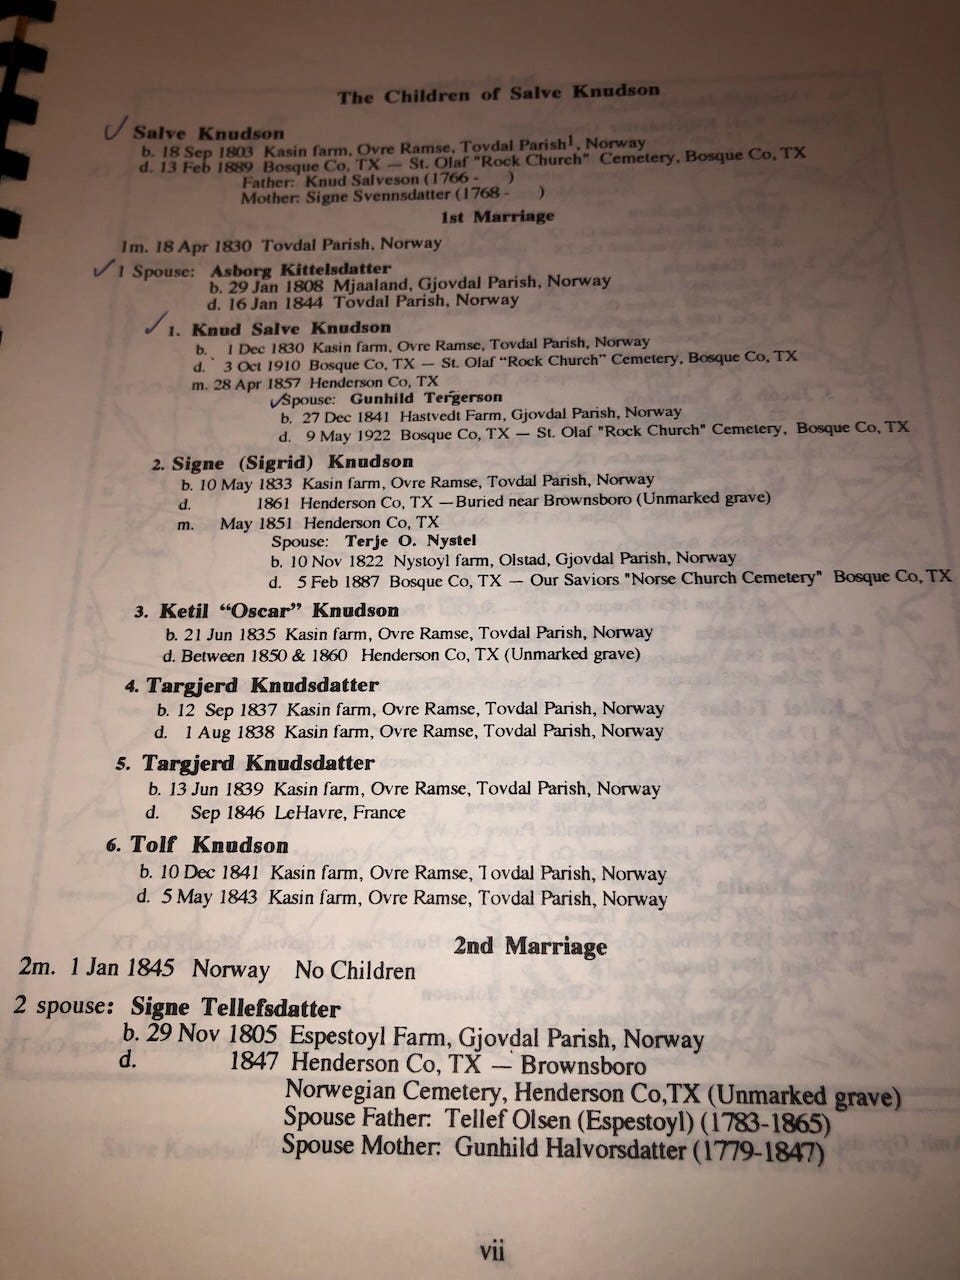 The Children of Salve Knudson
Salve Knudson
b. 18 Sep 1803 Kasin farm, Ovre Ramse, Tovdal Parish1, Norway
d. 13 Feb 1889 Bosque Co, TX — St. Olaf "Rock Church" Cemetery, Bosque Co, TX
Father: Knud Salveson (1766 - )
Mother: Signe Svennsdatter (1768 - )
1st Marriage
1m. 18 Apr 1830 Tovdal Parish, Norway
1 Spouse: Asborg Kittelsdatter
b. 29 Jan 1808 Mjaaland, Gjovdal Parish, Norway
d. 16 Jan 1844 Tovdal Parish, Norway
1. Knud Salve Knudson
b. 1 Dec 1830 Kasin farm, Ovre Ramse, Tovdal Parish, Norway
d. 3 Oct 1910 Bosque Co, TX — St. Olaf "Rock Church" Cemetery, Bosque Co, TX
m. 28 Apr 1857 Henderson Co, TX
Spouse: Gunhild Tergerson
b. 27 Dec 1841 Hastvedt Farm, Gjovdal Parish, Norway
d. 9 May 1922 Bosque Co, TX — St. Olaf "Rock Church" Cemetery, Bosque Co, TX
2. Signe (Sigrid) Knudson
b. 10 May 1833 Kasin farm, Ovre Ramse, Tovdal Parish, Norway
d. 1861 Henderson Co, TX —Buried near Brownsboro (Unmarked grave)
m. May 1851 Henderson Co, TX
Spouse: Terje O. Nystel
b. 10 Nov 1822 Nystoyl farm, Olstad, Gjovdal Parish, Norway
d. 5 Feb 1887 Bosque Co, TX — Our Saviors "Norse Church Cemetery" Bosque Co, TX
3. Ketil “Oscar” Knudson
b. 21 Jun 1835 Kasin farm, Ovre Ramse, Tovdal Parish, Norway
d. Between 1850 & 1860 Henderson Co, TX (Unmarked grave)
4. Targjerd Knudsdatter
b. 12 Sep 1837 Kasin farm, Ovre Ramse, Tovdal Parish, Norway
d. 1 Aug 1838 Kasin farm, Ovre Ramse, Tovdal Parish, Norway
5. Targjerd Knudsdatter
b. 13 Jun 1839 Kasin farm, Ovre Ramse, Tovdal Parish, Norway
d. Sep 1846 LeHavre, France
6. Tolf Knudson
b. 10 Dec 1841 Kasin farm, Ovre Ramse, Tovdal Parish, Norway
d. 5 May 1843 Kasin farm, Ovre Ramse, Tovdal Parish, Norway
2nd Marriage
2m. 1 Jan 1845 Norway No Children
2 spouse: Signe Tellefsdatter
b. 29 Nov 1805 Espestoyl Farm, Gjovdal Parish, Norway
d. 1847 Henderson Co, TX — Brownsboro
Norwegian Cemetery, Henderson Co,TX (Unmarked grave)
Spouse Father: Tellef Olsen (Espestoyl) (1783-1865)
Spouse Mother: Gunhild Halvorsdatter (1779-1847)
vii